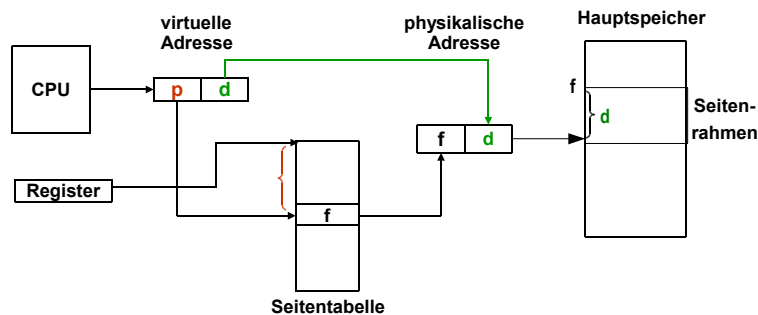 virtuelle
Adresse
physikalische
Adresse
Hauptspeicher
CPU
p d
f
d
Seiten-
rahmen
f d
Register
f
Seitentabelle